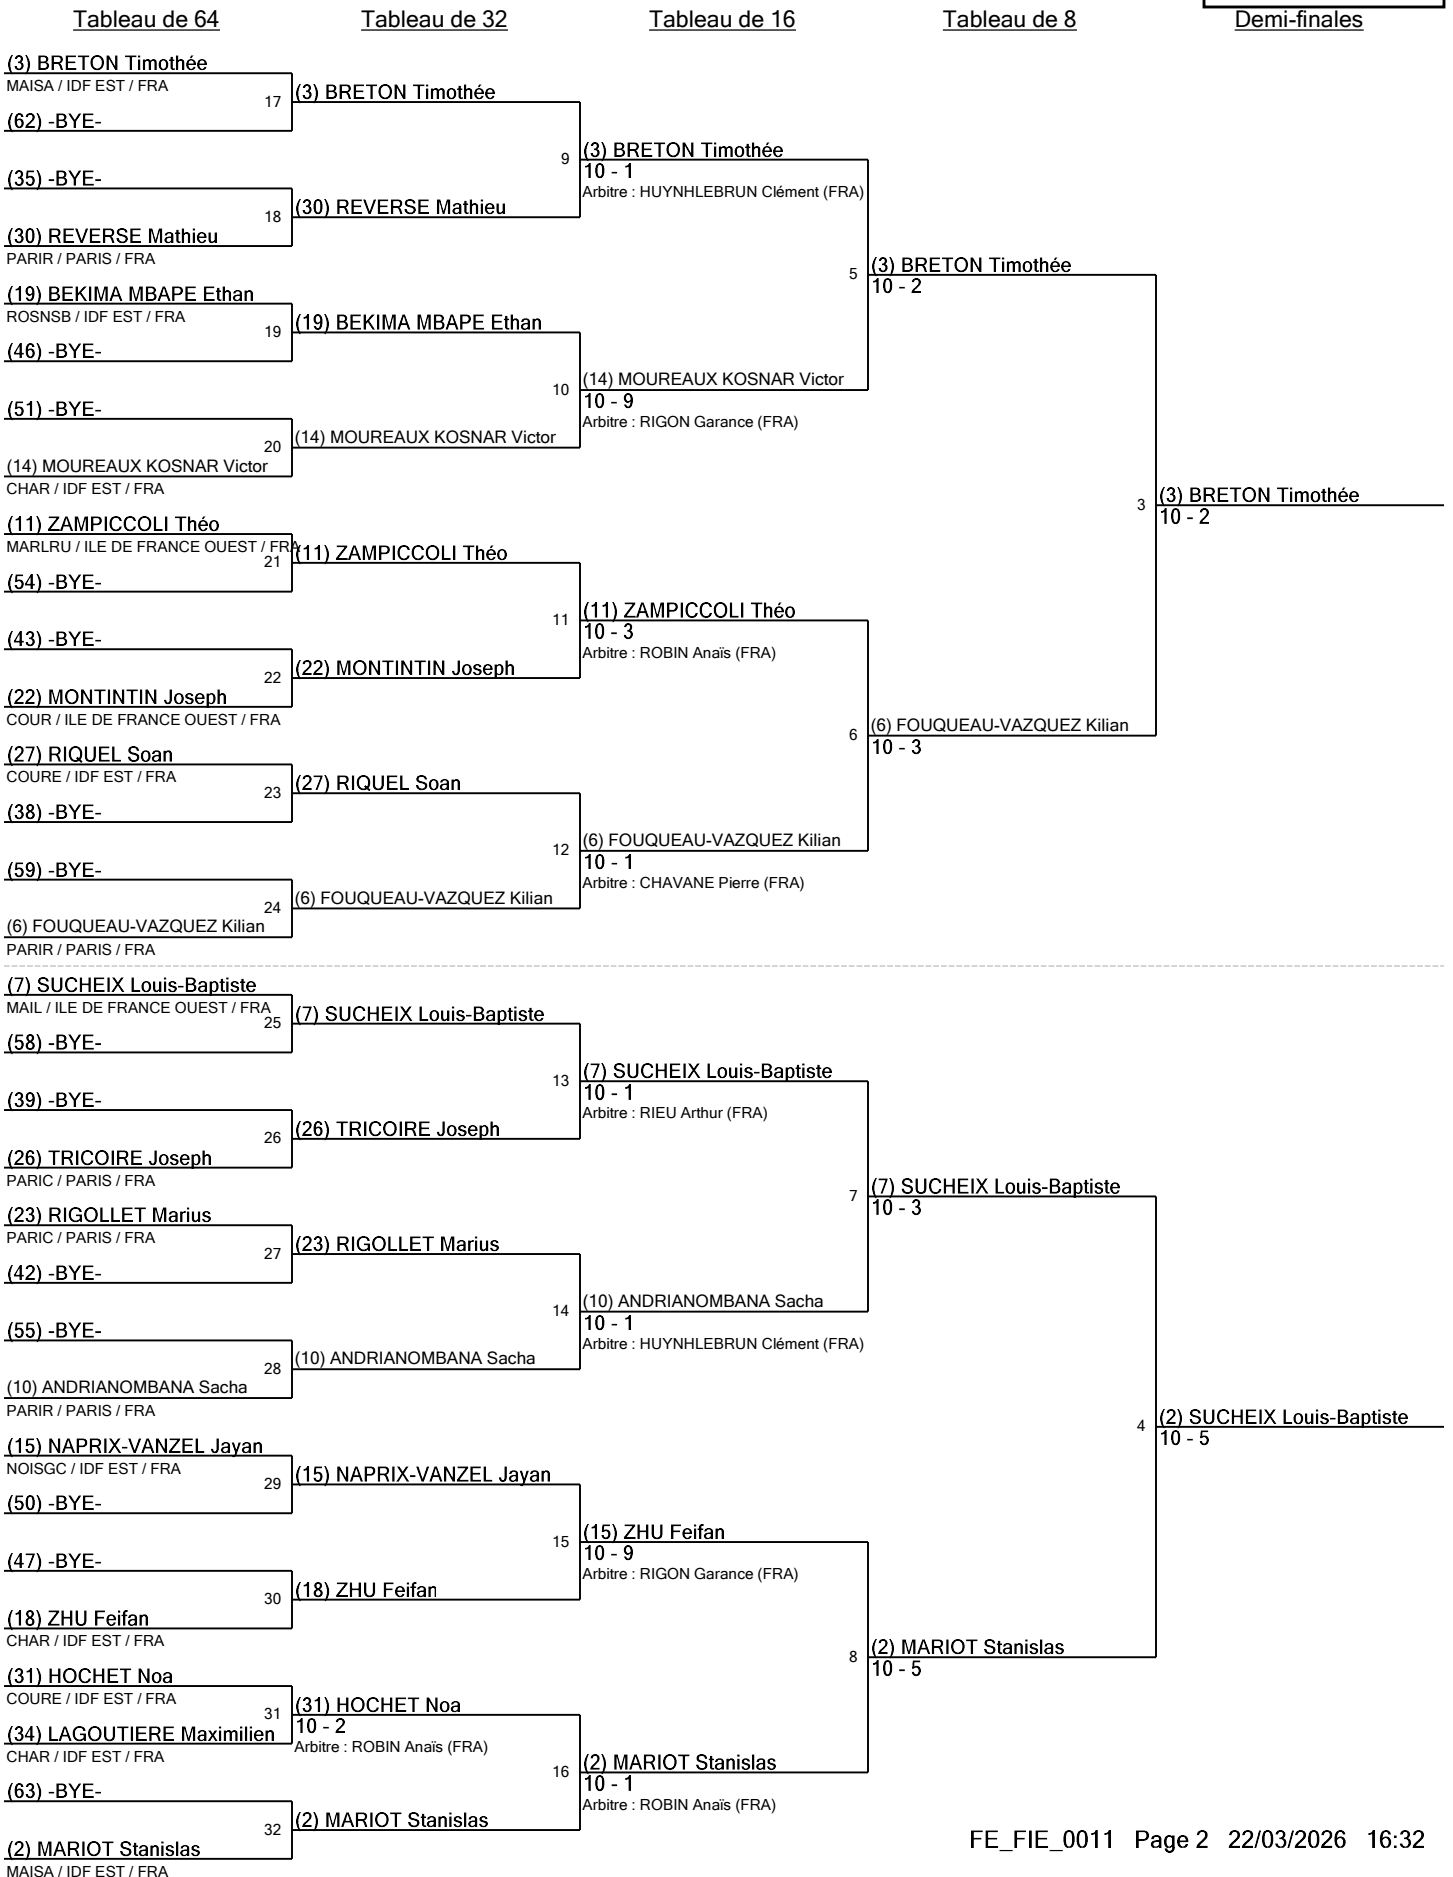 Tableau de 64
Tableau de 32
Tableau de 16
Tableau de 8
Demi-finales
(3) BRETON Timothée
MAISA / IDF EST / FRA
17
(62) -BYE-
(35) -BYE-
18
(30) REVERSE Mathieu
PARIR / PARIS / FRA
(19) BEKIMA MBAPE Ethan
ROSNSB / IDF EST / FRA
19
(46) -BYE-
(51) -BYE-
20
(14) MOUREAUX KOSNAR Victor
CHAR / IDF EST / FRA
(11) ZAMPICCOLI Théo
MARLRU / ILE DE FRANCE OUEST / FRA
21
(54) -BYE-
(43) -BYE-
22
(22) MONTINTIN Joseph
COUR / ILE DE FRANCE OUEST / FRA
(27) RIQUEL Soan
COURE / IDF EST / FRA
23
(38) -BYE-
(59) -BYE-
24
(6) FOUQUEAU-VAZQUEZ Kilian
PARIR / PARIS / FRA
(7) SUCHEIX Louis-Baptiste
MAIL / ILE DE FRANCE OUEST / FRA
25
(58) -BYE-
(39) -BYE-
26
(26) TRICOIRE Joseph
PARIC / PARIS / FRA
(23) RIGOLLET Marius
PARIC / PARIS / FRA
27
(42) -BYE-
(55) -BYE-
28
(10) ANDRIANOMBANA Sacha
PARIR / PARIS / FRA
(15) NAPRIX-VANZEL Jayan
NOISGC / IDF EST / FRA
29
(50) -BYE-
(47) -BYE-
30
(18) ZHU Feifan
CHAR / IDF EST / FRA
(31) HOCHET Noa
COURE / IDF EST / FRA
31
(34) LAGOUTIERE Maximilien
CHAR / IDF EST / FRA
(63) -BYE-
32
(2) MARIOT Stanislas
MAISA / IDF EST / FRA
(3) BRETON Timothée
9
(30) REVERSE Mathieu
(19) BEKIMA MBAPE Ethan
10
(14) MOUREAUX KOSNAR Victor
(11) ZAMPICCOLI Théo
11
(22) MONTINTIN Joseph
(27) RIQUEL Soan
12
(6) FOUQUEAU-VAZQUEZ Kilian
(7) SUCHEIX Louis-Baptiste
13
(26) TRICOIRE Joseph
(23) RIGOLLET Marius
14
(10) ANDRIANOMBANA Sacha
(15) NAPRIX-VANZEL Jayan
15
(18) ZHU Feifan
(31) HOCHET Noa
10 - 2
Arbitre : ROBIN Anaïs (FRA)
16
(2) MARIOT Stanislas
(3) BRETON Timothée
10 - 1
Arbitre : HUYNHLEBRUN Clément (FRA)
5
(14) MOUREAUX KOSNAR Victor
10 - 9
Arbitre : RIGON Garance (FRA)
(11) ZAMPICCOLI Théo
10 - 3
Arbitre : ROBIN Anaïs (FRA)
6
(6) FOUQUEAU-VAZQUEZ Kilian
10 - 1
Arbitre : CHAVANE Pierre (FRA)
(7) SUCHEIX Louis-Baptiste
10 - 1
Arbitre : RIEU Arthur (FRA)
7
(10) ANDRIANOMBANA Sacha
10 - 1
Arbitre : HUYNHLEBRUN Clément (FRA)
(15) ZHU Feifan
10 - 9
Arbitre : RIGON Garance (FRA)
8
(2) MARIOT Stanislas
10 - 1
Arbitre : ROBIN Anaïs (FRA)
(3) BRETON Timothée
10 - 2
3
(6) FOUQUEAU-VAZQUEZ Kilian
10 - 3
(7) SUCHEIX Louis-Baptiste
10 - 3
4
(2) MARIOT Stanislas
10 - 5
(3) BRETON Timothée
10 - 2
(2) SUCHEIX Louis-Baptiste
10 - 5
FE_FIE_0011 Page 2 22/03/2026 16:32